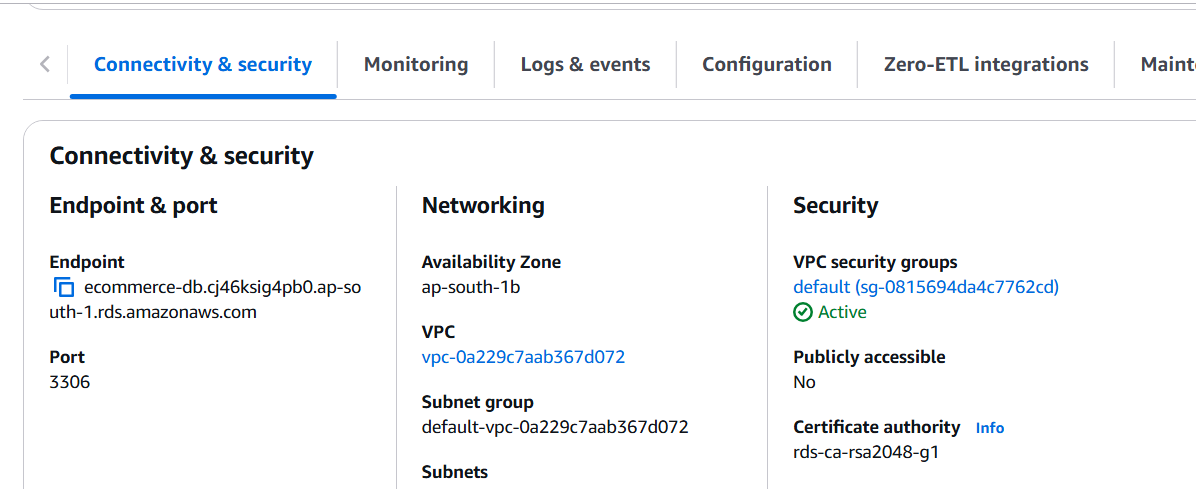 Connectivity & security
Monitoring
Logs & events
Configuration
Zero-ETL integrations
Maint
Connectivity & security
Endpoint & port
Endpoint
ecommerce-db.cj46ksig4pb0.ap-so
uth-1.rds.amazonaws.com
Port
3306
Networking
Availability Zone
ap-south-1b
VPC
vpc-0a229c7aab367d072
Subnet group
default-vpc-0a229c7aab367d072
Subnets
Security
VPC security groups
default (sg-0815694da4c7762cd)
Active
Publicly accessible
No
Certificate authority Info
rds-ca-rsa2048-g1